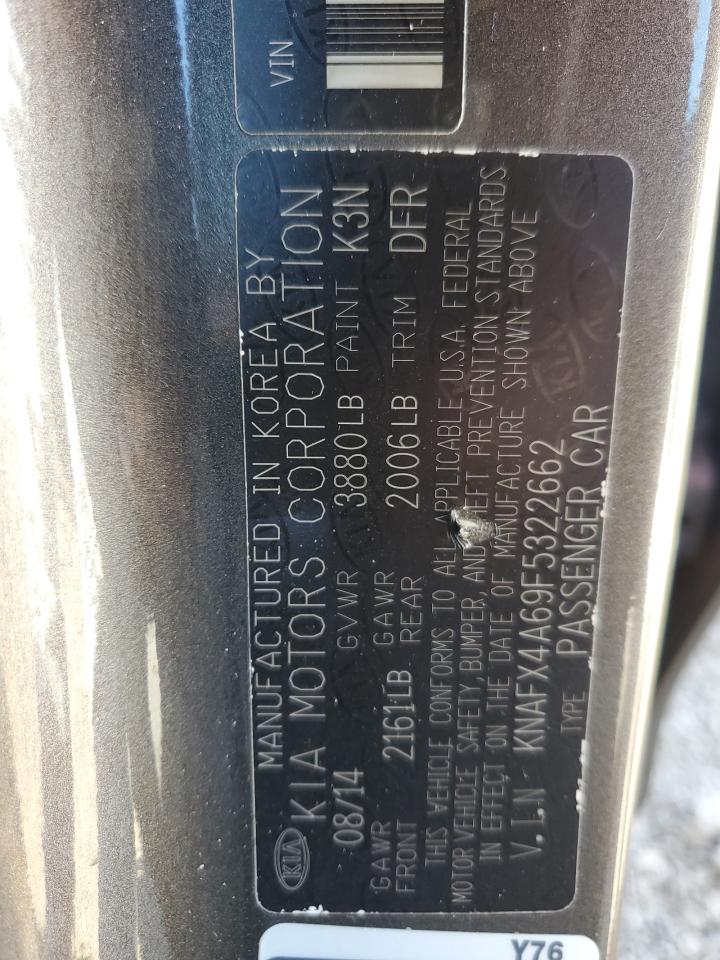 VIN
MANUFACTURED IN KOREA BY
KIA KIA MOTORS CORPORATION
08/14 GVWR 3880LB PAINT K3N
GAWR FRONT 2161LB GAWR REAR 2006LB TRIM DFR
THIS VEHICLE CONFORMS TO ALL APPLICABLE U.S.A. FEDERAL
MOTOR VEHICLE SAFETY, BUMPER, AND THEFT PREVENTION STANDARDS
IN EFFECT ON THE DATE OF MANUFACTURE SHOWN ABOVE
V.I.N KNAFX4A69F5322662
TYPE PASSENGER CAR
Y76